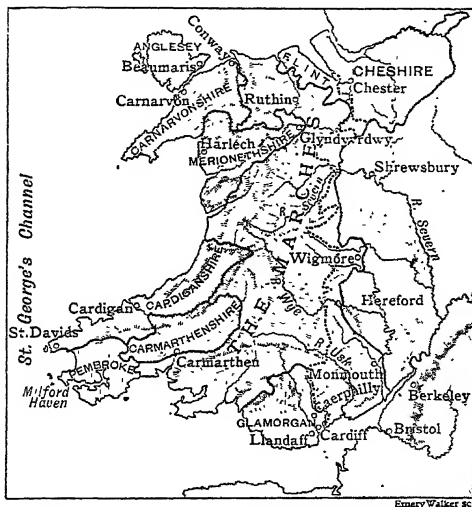 Conway
ANGLESEY
Beaumaris
FLINT
CHESHIRE
Chester
Carnarvon
CARNARVONSHIRE
Ruthin
Harlech
Glyndyvrdwy
MERIONETHSHIRE
Shrewsbury
R. Severn
R. Severn
St. George's Channel
THE MARCHES
Wigmore
R. Wye
Hereford
CARDIGANSHIRE
Cardigan
St. Davids
CARMARTHENSHIRE
R. Usk
PEMBROKE
Carmarthen
Milford
Haven
Monmouth
Caerphilly
Berkeley
GLAMORGAN
Llandaff
Cardiff
Bristol
Emery Walker sc.